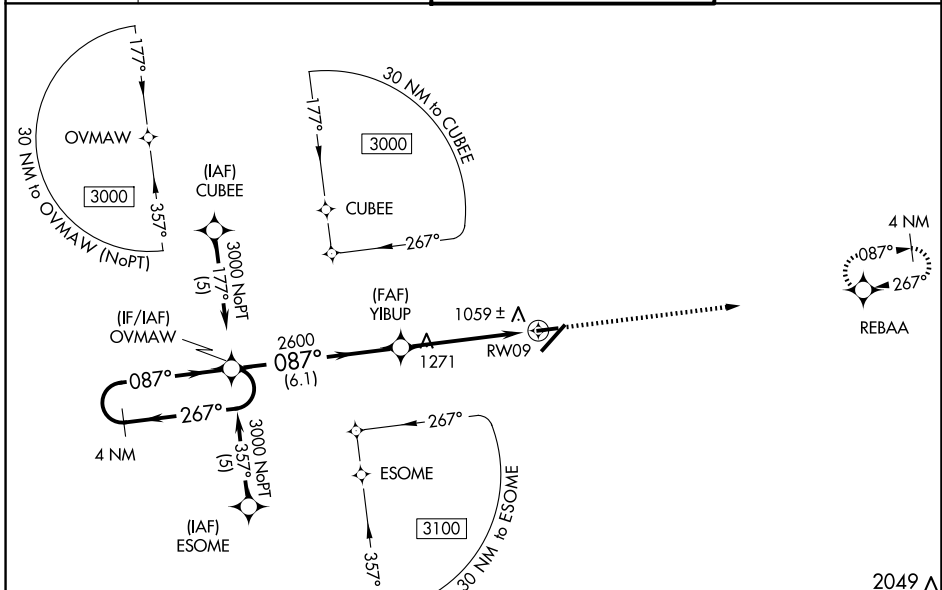 177°
OVMAW
3000
357°
30 NM to OVMAW (NoPT)
(IAF)
CUBEE
3000 NoPT
177°
(5)
177°
30 NM to CUBEE
3000
CUBEE
267°
4 NM
087°
267°
REBAA
(IF/IAF)
OVMAW
2600
087°
(6.1)
(FAF)
YIBUP
1271
1059 ±
RW09
087°
267°
4 NM
3000 NoPT
357°
(5)
(IAF)
ESOME
267°
ESOME
3100
357°
30 NM to ESOME
2049